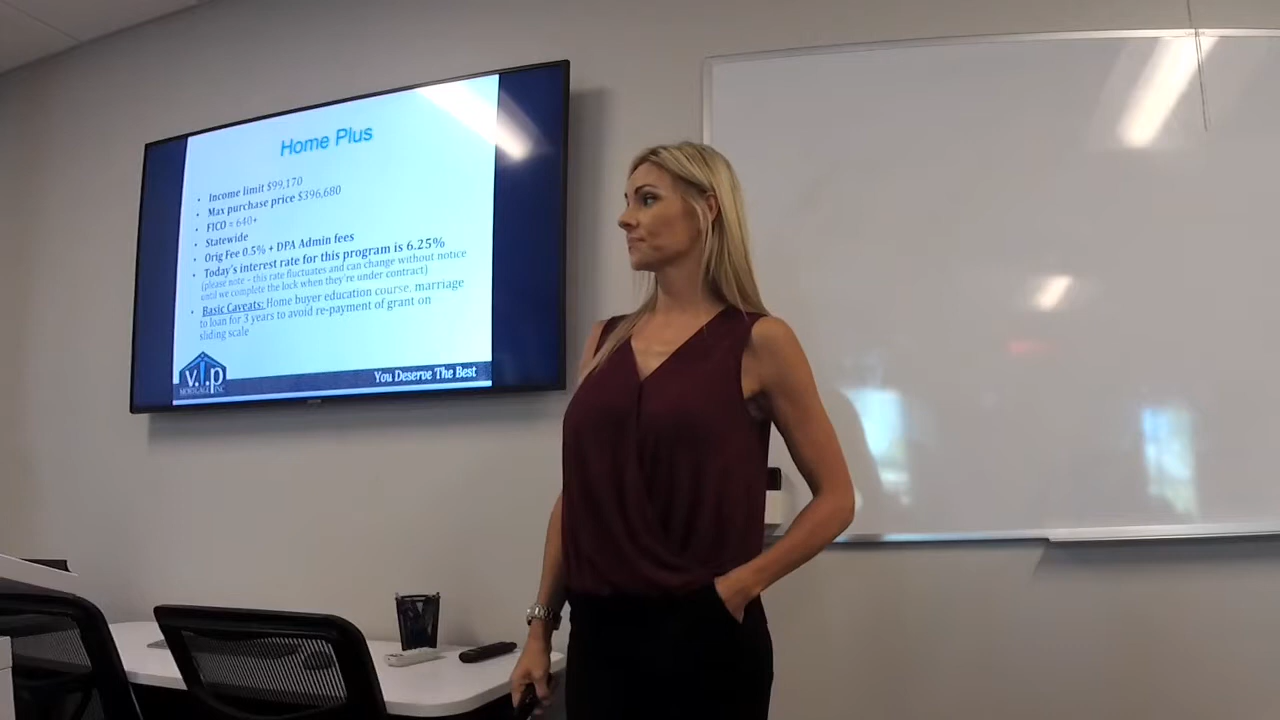 Home Plus
• Income limit $99,170
• Max purchase price $396,680
• FICO = 640+
• Statewide
• Orig Fee 0.5% + DPA Admin fees
• Today's interest rate for this program is 6.25%
(please note – this rate fluctuates and can change without notice
until we complete the lock when they're under contract)
• Basic Caveats: Home buyer education course, marriage
to loan for 3 years to avoid re-payment of grant on
sliding scale
v.i.p
MORTGAGE INC
You Deserve The Best